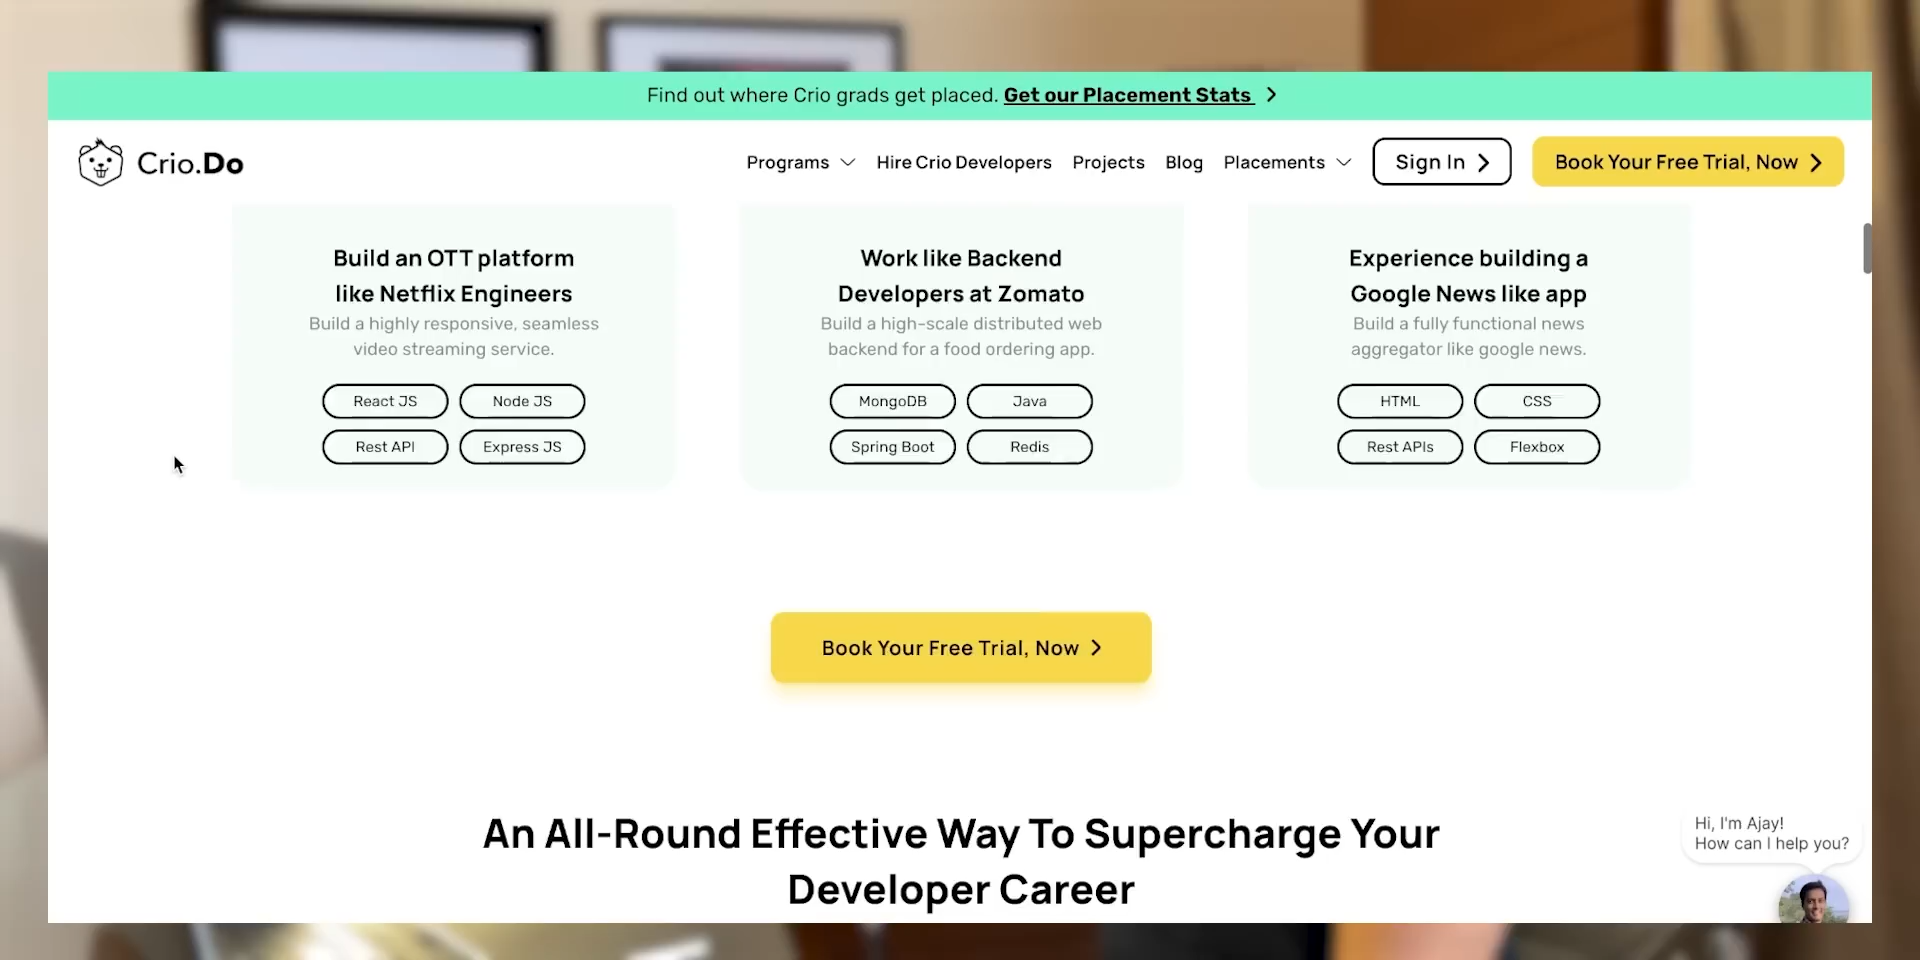 Find out where Crio grads get placed. Get our Placement Stats
Crio.Do
Programs
Hire Crio Developers
Projects
Blog
Placements
Sign In
Book Your Free Trial, Now
Build an OTT platform
like Netflix Engineers
Build a highly responsive, seamless
video streaming service.
React JS
Node JS
Rest API
Express JS
Work like Backend
Developers at Zomato
Build a high-scale distributed web
backend for a food ordering app.
MongoDB
Java
Spring Boot
Redis
Experience building a
Google News like app
Build a fully functional news
aggregator like google news.
HTML
CSS
Rest APIs
Flexbox
Book Your Free Trial, Now
An All-Round Effective Way To Supercharge Your
Developer Career
Hi, I'm Ajay!
How can I help you?